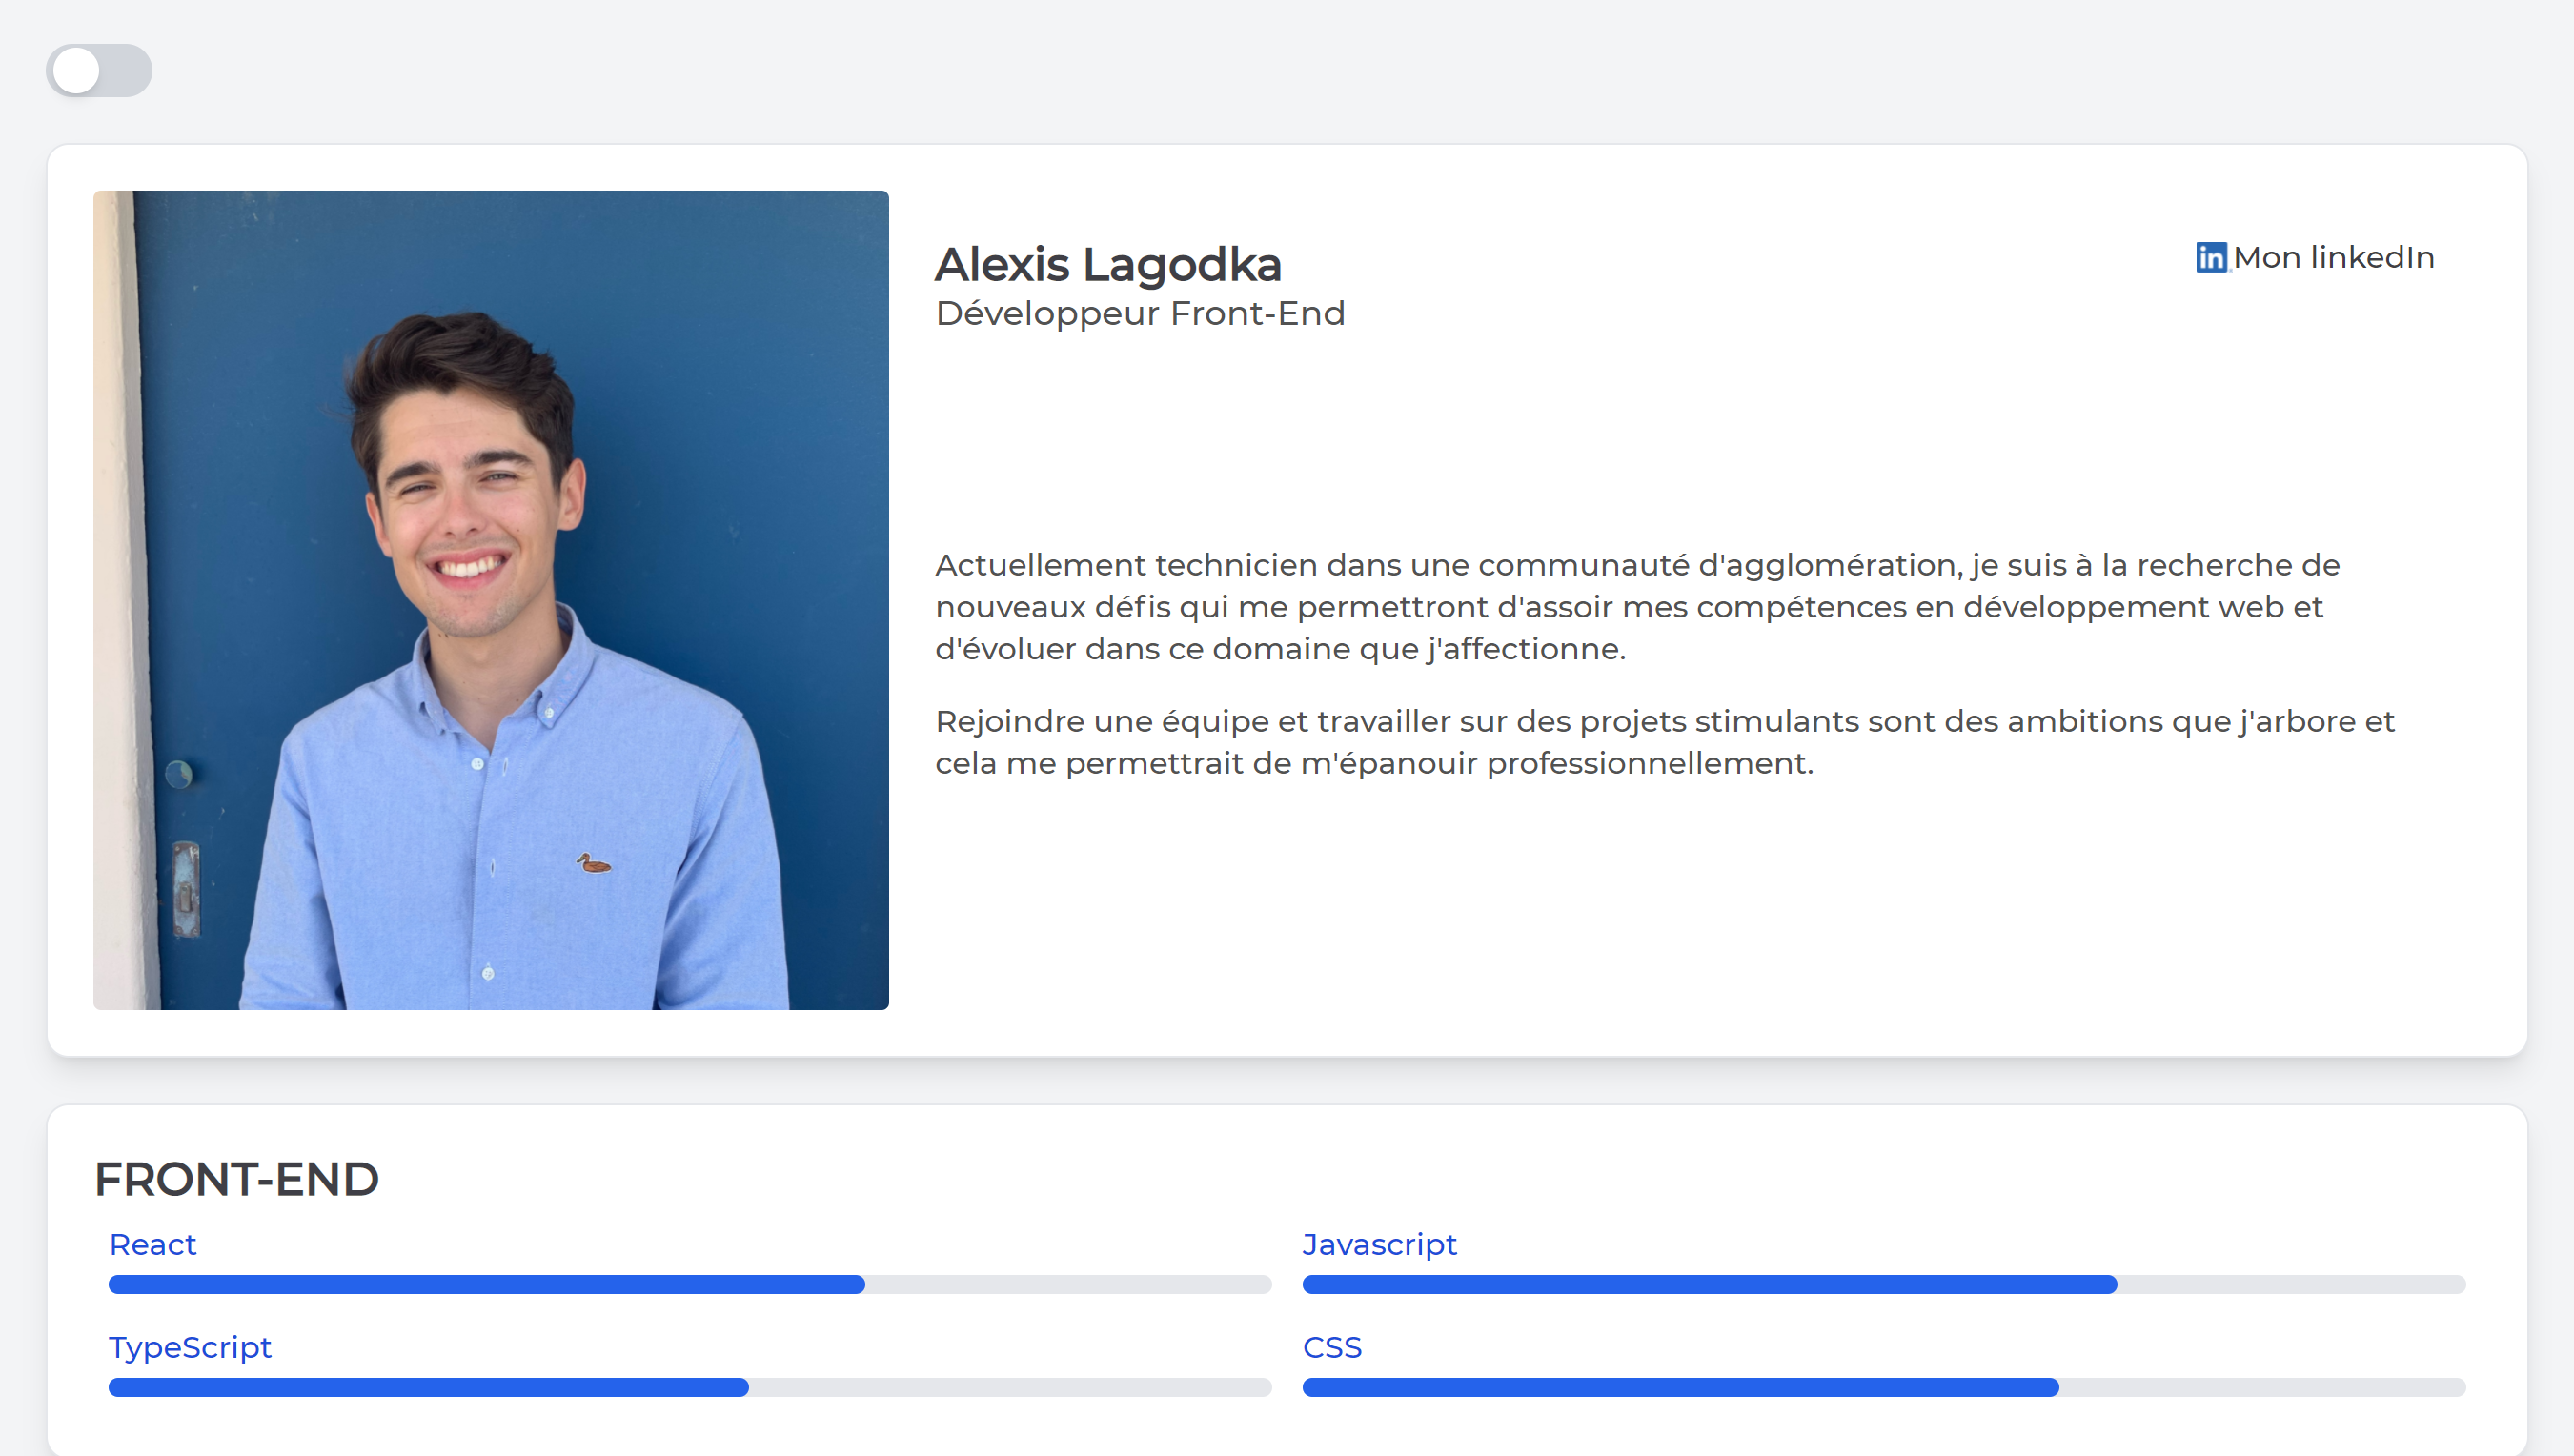 Alexis Lagodka
Développeur Front-End
in Mon linkedIn
Actuellement technicien dans une communauté d'agglomération, je suis à la recherche de
nouveaux défis qui me permettront d'assoir mes compétences en développement web et
d'évoluer dans ce domaine que j'affectionne.
Rejoindre une équipe et travailler sur des projets stimulants sont des ambitions que j'arbore et
cela me permettrait de m'épanouir professionnellement.
FRONT-END
React
Javascript
TypeScript
CSS